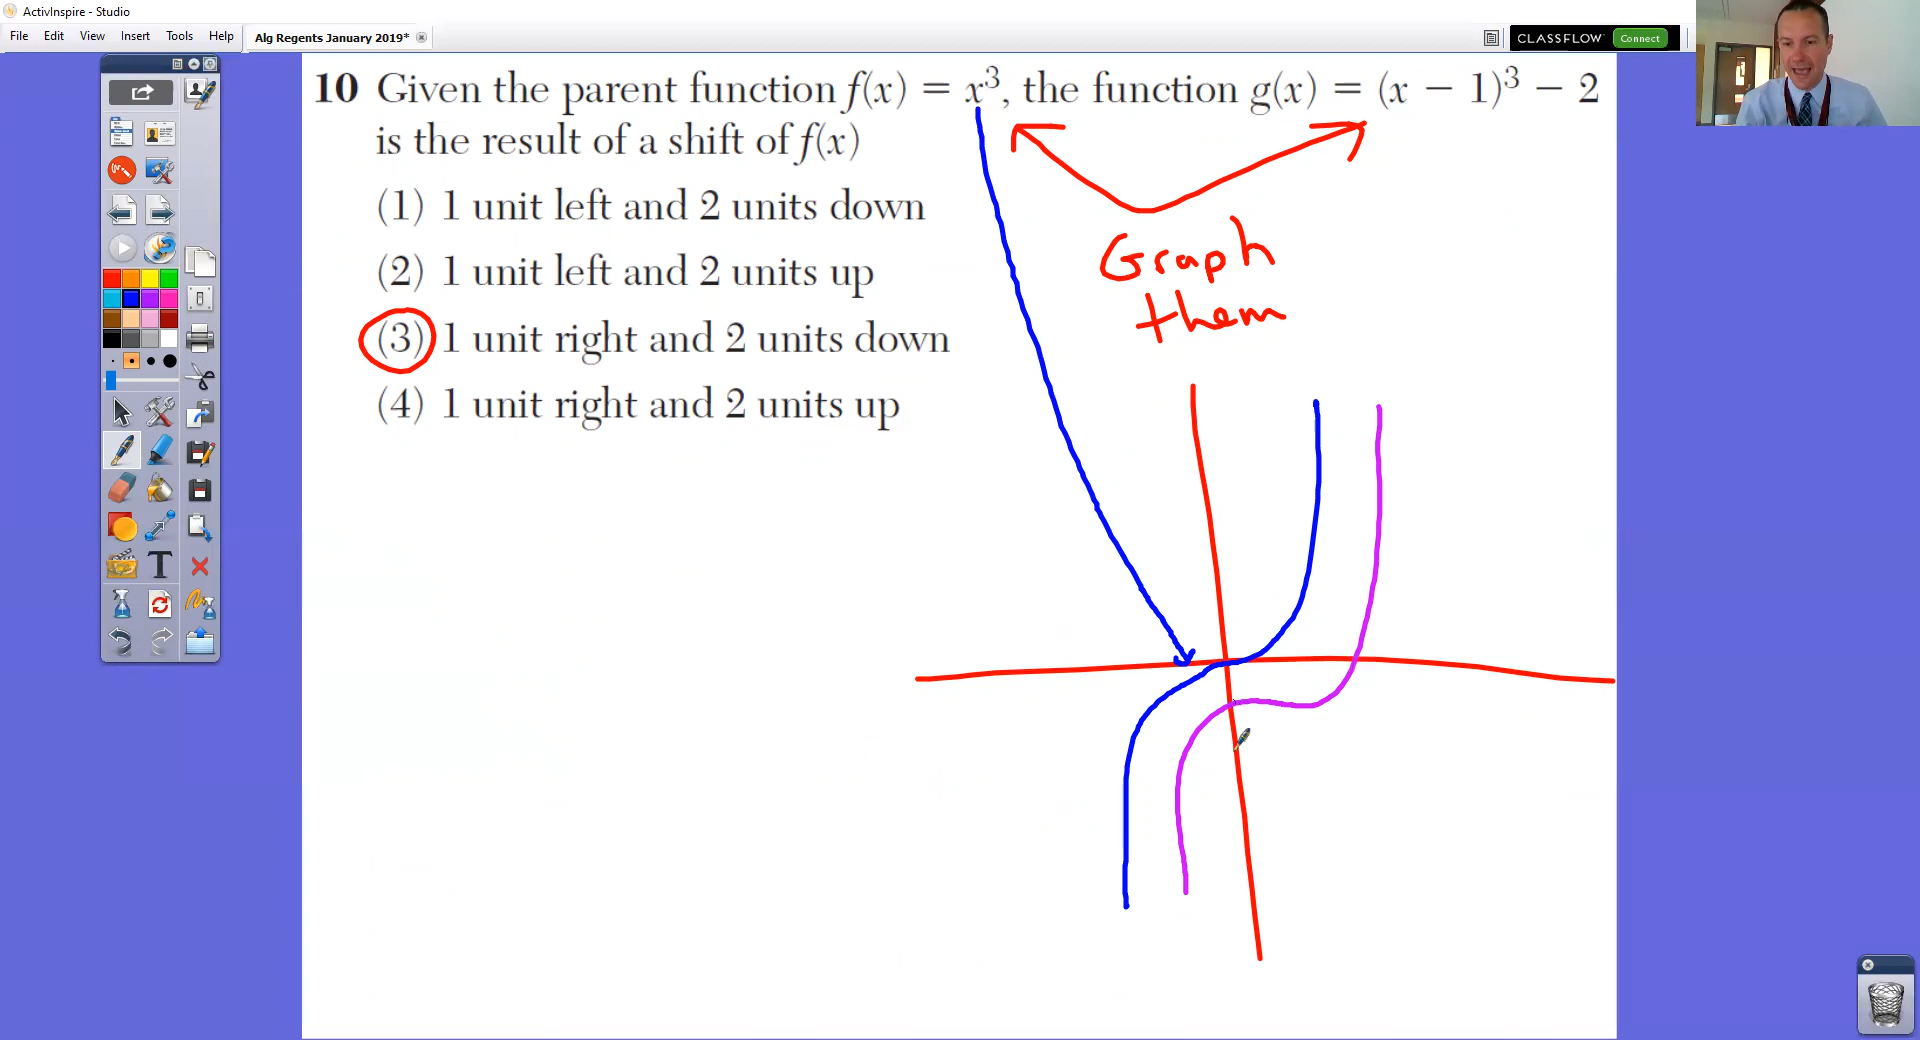 ActivInspire - Studio
File Edit View Insert Tools Help Alg Regents January 2019* CLASSFLOW Connect
10 Given the parent function f(x) = x³, the function g(x) = (x − 1)³ − 2
is the result of a shift of f(x)
(1) 1 unit left and 2 units down
(2) 1 unit left and 2 units up
(3) 1 unit right and 2 units down
(4) 1 unit right and 2 units up
Graph
them
T